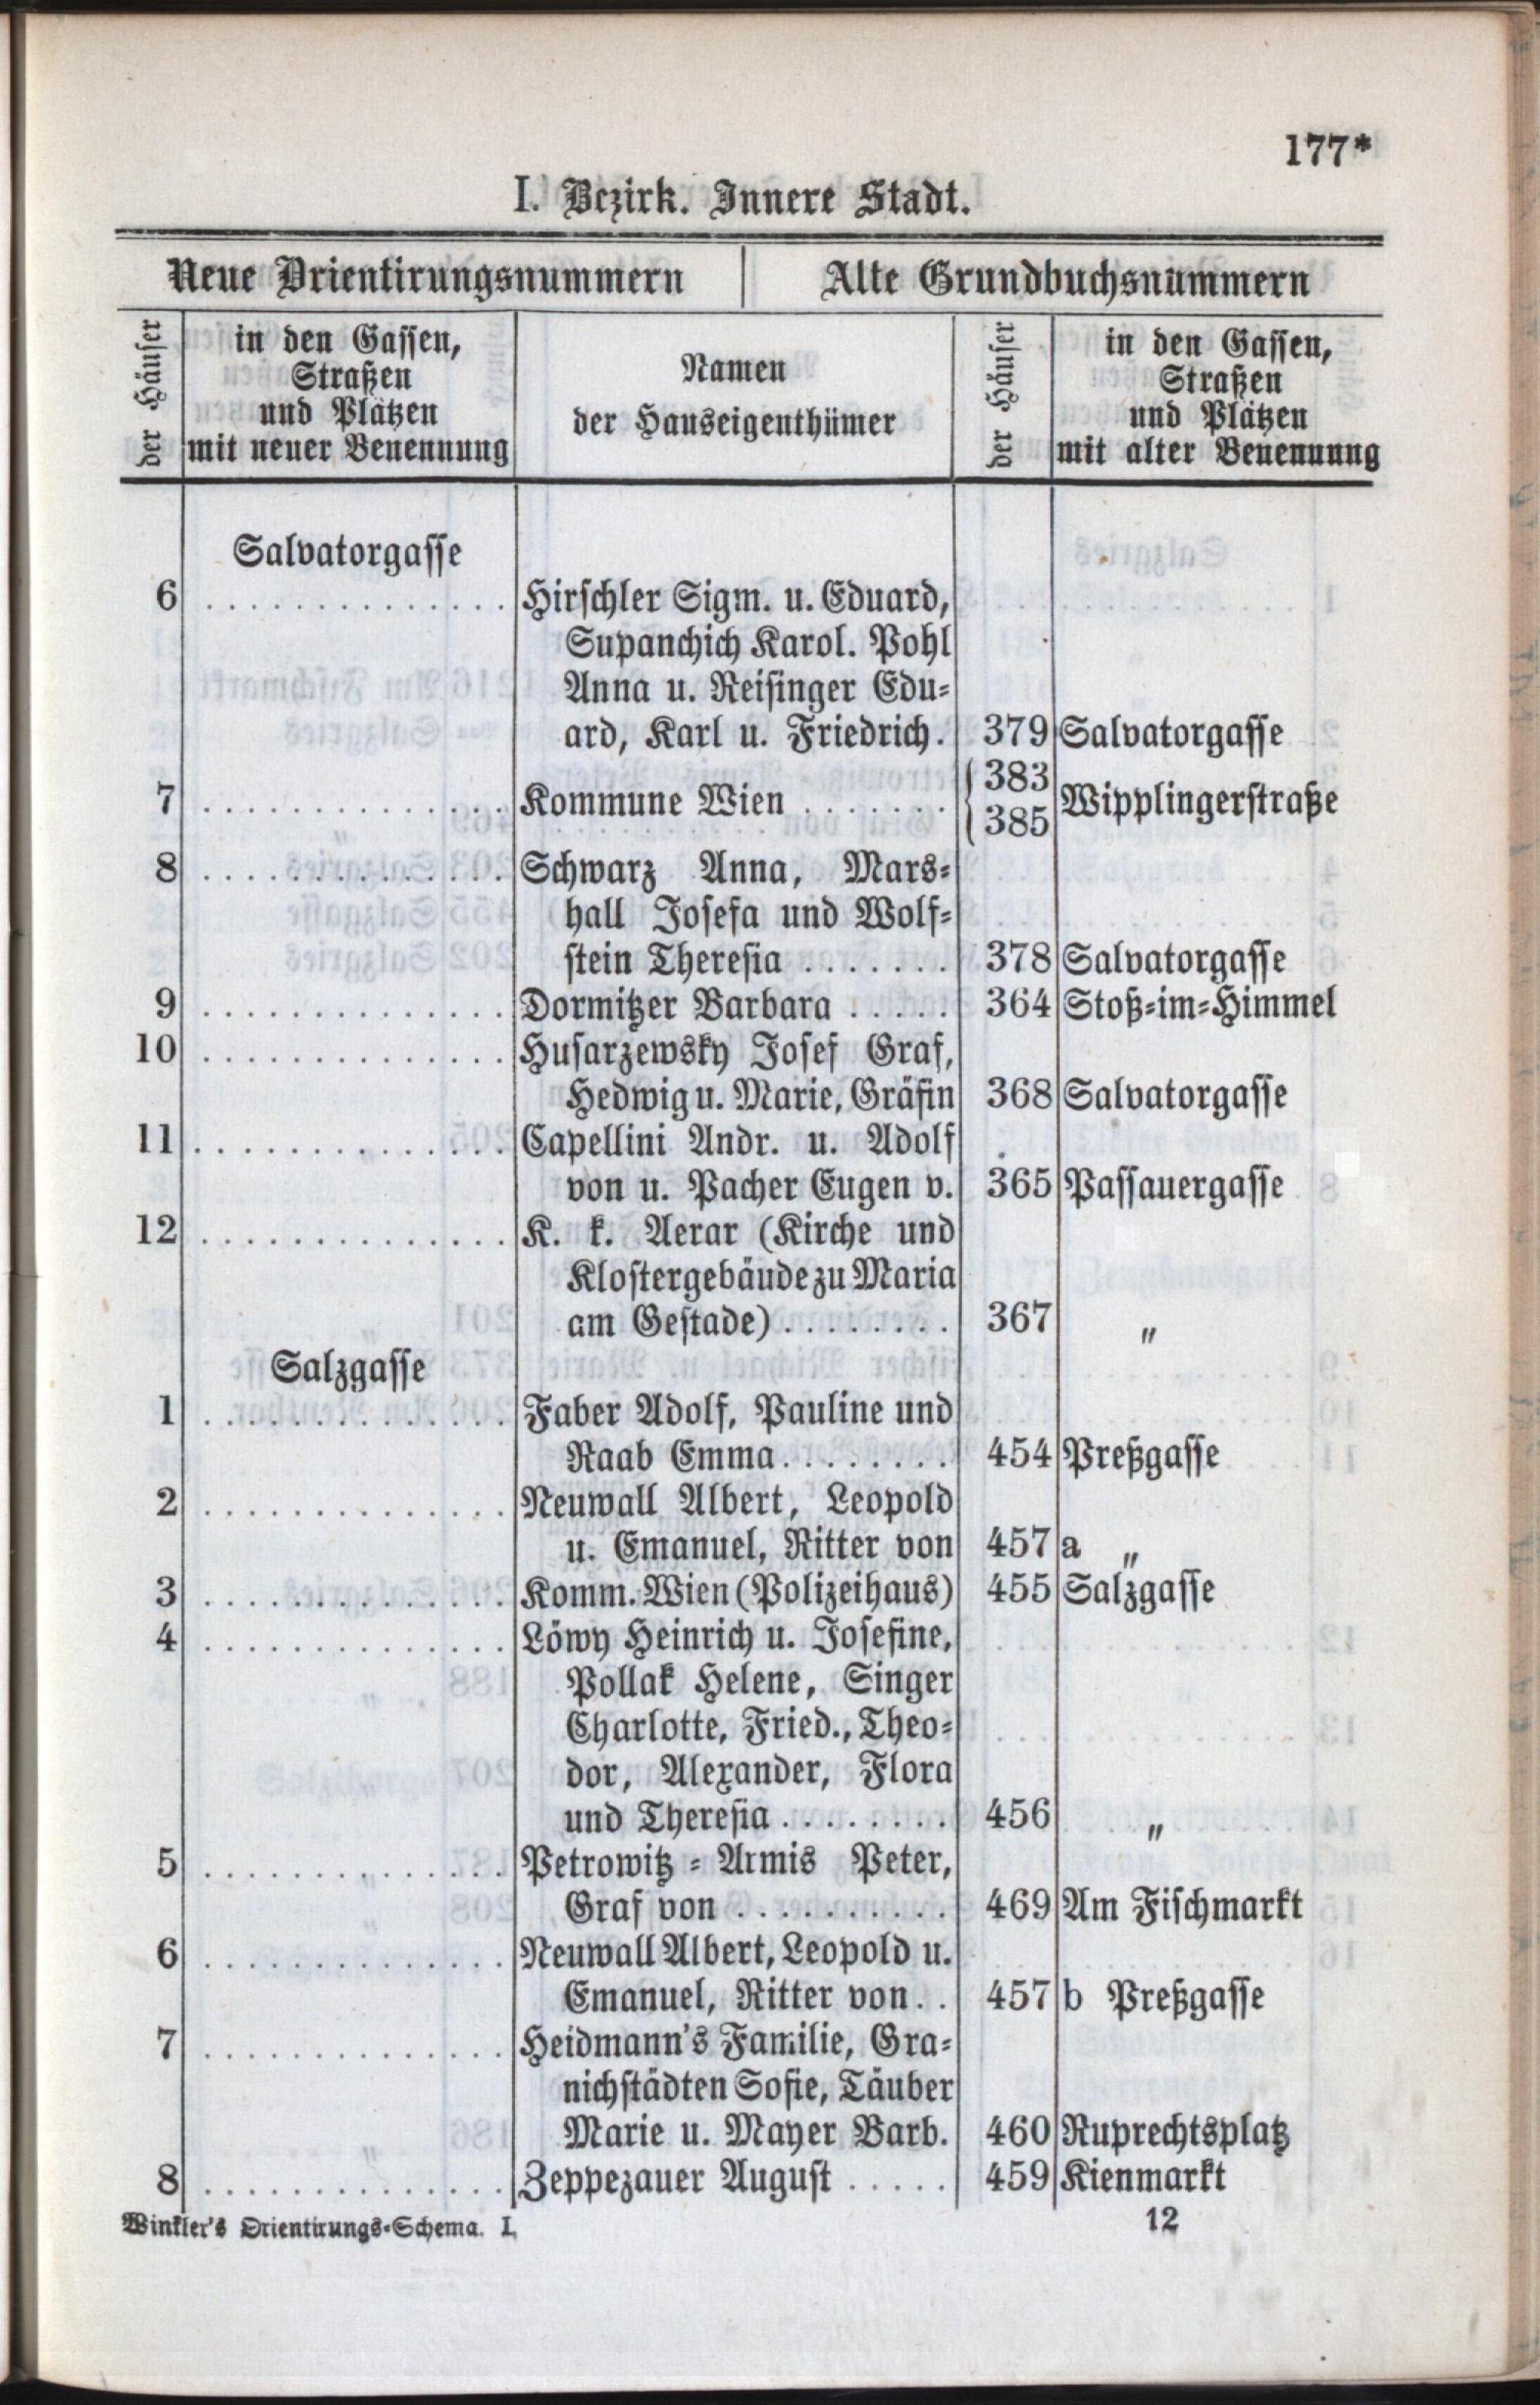 177*
I. Bezirk. Innere Stadt.
Neue Orientirungsnummern Alte Grundbuchsnummern
der Häuser
in den Gassen,
Straßen
und Plätzen
mit neuer Benennung
Namen
der Hauseigenthümer
der Häuser
in den Gassen,
Straßen
und Plätzen
mit alter Benennung
Salvatorgasse
6 . . . . . . . . . . . . . . Hirschler Sigm. u. Eduard,
Supanchich Karol. Pohl
Anna u. Reisinger Edu-
ard, Karl u. Friedrich. 379 Salvatorgasse
7 . . . . . . . . . . . . . . Kommune Wien . . . . . . . { 383 385 Wipplingerstraße
8 . . . . . . . . . . . . . . Schwarz Anna, Mars-
hall Josefa und Wolf-
stein Theresia . . . . . . . 378 Salvatorgasse
9 . . . . . . . . . . . . . . Dormitzer Barbara . . . . . 364 Stoß-im-Himmel
10 . . . . . . . . . . . . . . Husarzewsky Josef Graf,
Hedwig u. Marie, Gräfin 368 Salvatorgasse
11 . . . . . . . . . . . . . . Capellini Andr. u. Adolf
von u. Pacher Eugen v. 365 Passauergasse
12 . . . . . . . . . . . . . . K. k. Aerar (Kirche und
Klostergebäude zu Maria
am Gestade) . . . . . . . . 367 „
Salzgasse
1 . . . . . . . . . . . . . . Faber Adolf, Pauline und
Raab Emma . . . . . . . . 454 Preßgasse
2 . . . . . . . . . . . . . . Neuwall Albert, Leopold
u. Emanuel, Ritter von 457 a „
3 . . . . . . . . . . . . . . Komm. Wien (Polizeihaus) 455 Salzgasse
4 . . . . . . . . . . . . . . Löwy Heinrich u. Josefine,
Pollak Helene, Singer
Charlotte, Fried., Theo-
dor, Alexander, Flora
und Theresia . . . . . . . . 456 „
5 . . . . . . . . . . . . . . Petrowitz - Armis Peter,
Graf von . . . . . . . . . . 469 Am Fischmarkt
6 . . . . . . . . . . . . . . Neuwall Albert, Leopold u.
Emanuel, Ritter von. . 457 b Preßgasse
7 . . . . . . . . . . . . . . Heidmann's Familie, Gra-
nichstädten Sofie, Täuber
Marie u. Mayer Barb. 460 Ruprechtsplatz
8 . . . . . . . . . . . . . . Zeppezauer August . . . . . 459 Kienmarkt
Winkler's Orientirungs-Schema. I. 12